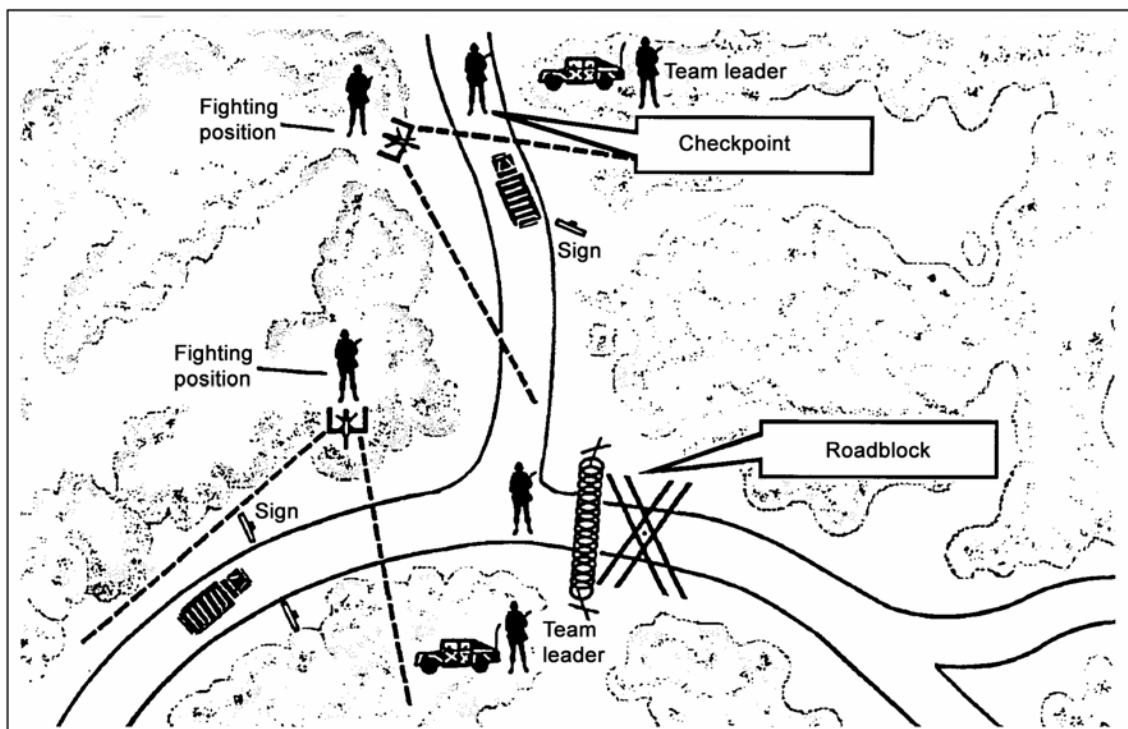 Team leader
Fighting
position
Checkpoint
Sign
Fighting
position
Roadblock
Sign
Team
leader